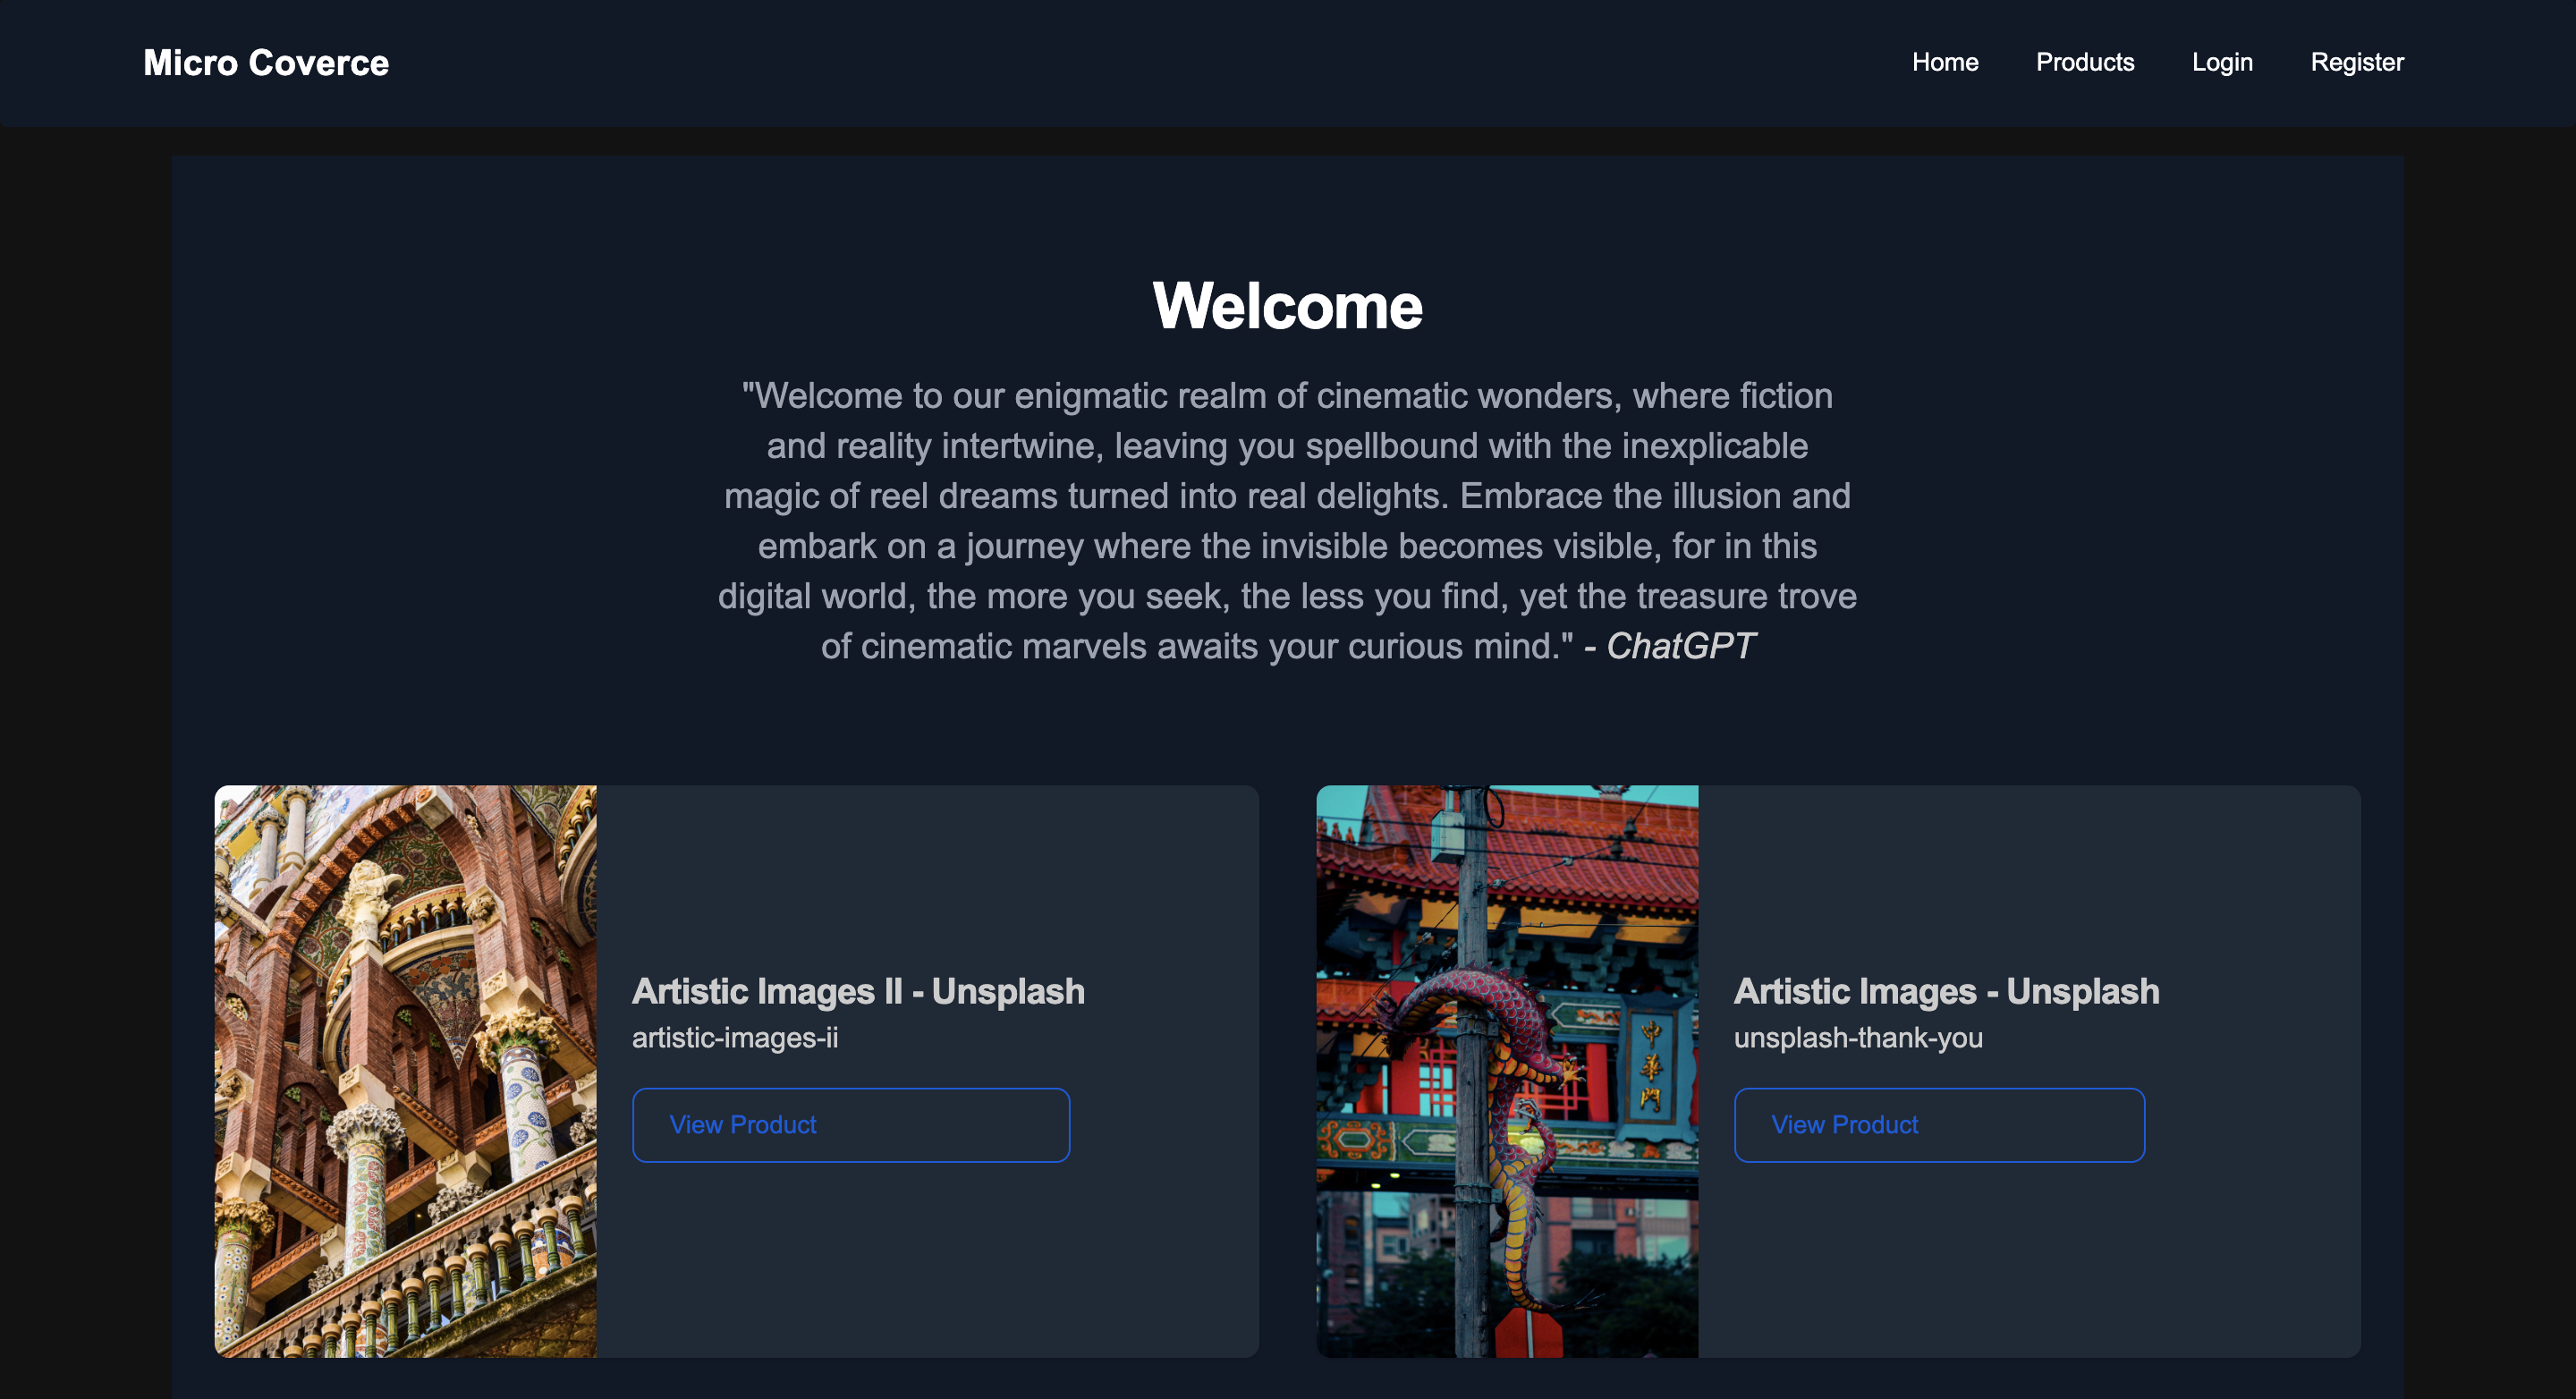 Micro Coverce
Home Products Login Register
Welcome
"Welcome to our enigmatic realm of cinematic wonders, where fiction
and reality intertwine, leaving you spellbound with the inexplicable
magic of reel dreams turned into real delights. Embrace the illusion and
embark on a journey where the invisible becomes visible, for in this
digital world, the more you seek, the less you find, yet the treasure trove
of cinematic marvels awaits your curious mind." - ChatGPT
Artistic Images II - Unsplash
artistic-images-ii
View Product
中華門
Artistic Images - Unsplash
unsplash-thank-you
View Product